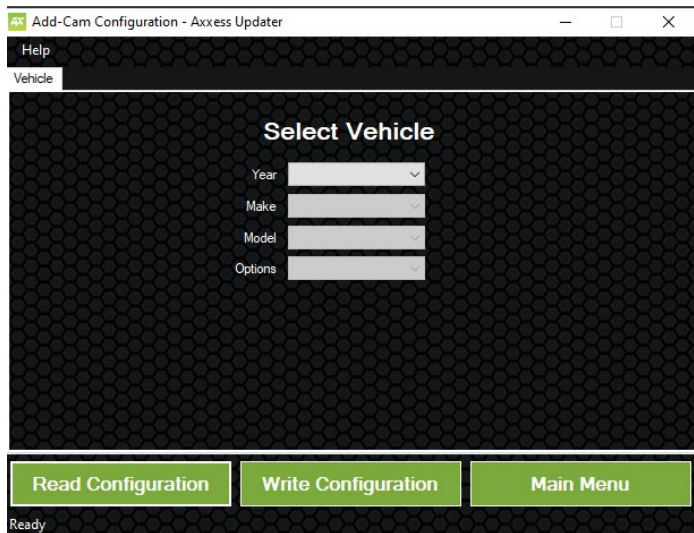 AX Add-Cam Configuration - Axxess Updater
Help
Vehicle
Select Vehicle
Year
Make
Model
Options
Read Configuration Write Configuration Main Menu
Ready